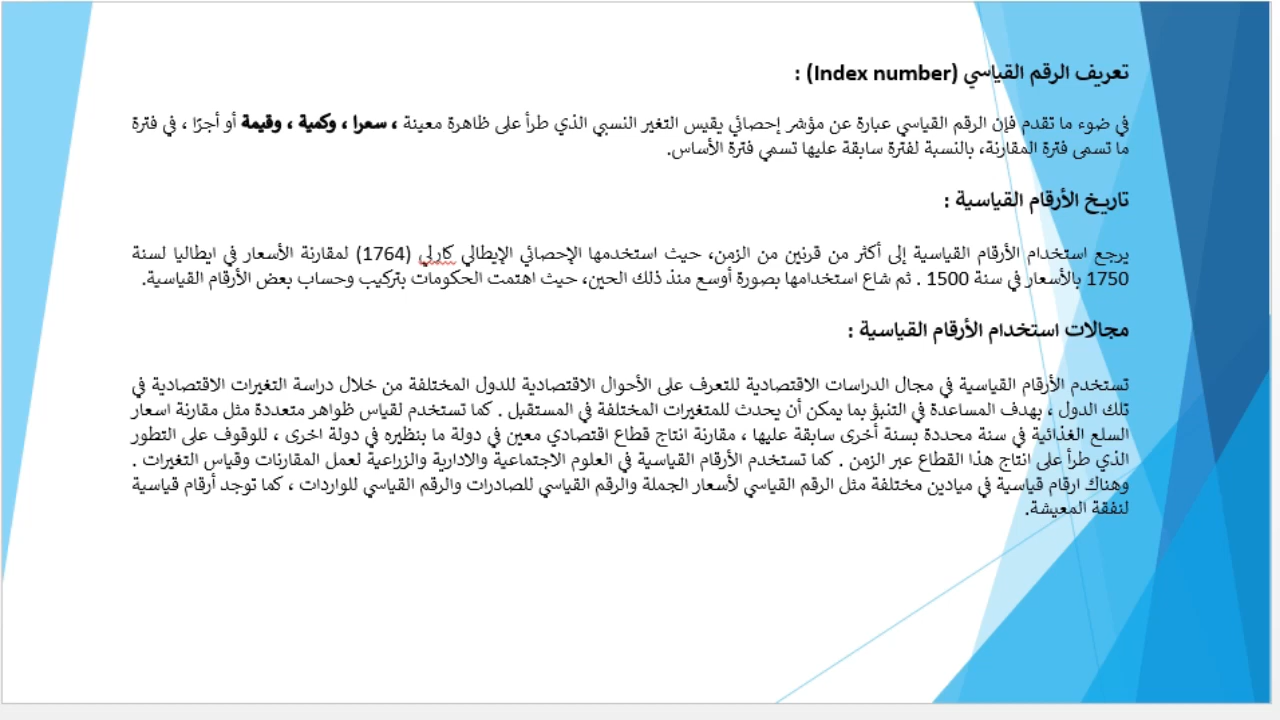 تعريف الرقم القياسي (Index number) :
في ضوء ما تقدم فإن الرقم القياسي عبارة عن مؤشر إحصائي يقيس التغير النسبي الذي طرأ على ظاهرة معينة ، سعرا ، وكمية ، وقيمة أو أجرًا ، في فترة
ما تسمى فترة المقارنة، بالنسبة لفترة سابقة عليها تسمي فترة الأساس.
تاريخ الأرقام القياسية :
يرجع استخدام الأرقام القياسية إلى أكثر من قرنين من الزمن، حيث استخدمها الإحصائي الإيطالي كارلي (1764) لمقارنة الأسعار في ايطاليا لسنة
1750 بالأسعار في سنة 1500 . ثم شاع استخدامها بصورة أوسع منذ ذلك الحين، حيث اهتمت الحكومات بتركيب وحساب بعض الأرقام القياسية.
مجالات استخدام الأرقام القياسية :
تستخدم الأرقام القياسية في مجال الدراسات الاقتصادية للتعرف على الأحوال الاقتصادية للدول المختلفة من خلال دراسة التغيرات الاقتصادية في
تلك الدول ، بهدف المساعدة في التنبؤ بما يمكن أن يحدث للمتغيرات المختلفة في المستقبل . كما تستخدم لقياس ظواهر متعددة مثل مقارنة اسعار
السلع الغذائية في سنة محددة بسنة أخرى سابقة عليها ، مقارنة انتاج قطاع اقتصادي معين في دولة ما بنظيره في دولة اخرى ، للوقوف على التطور
الذي طرأ على انتاج هذا القطاع عبر الزمن . كما تستخدم الأرقام القياسية في العلوم الاجتماعية والادارية والزراعية لعمل المقارنات وقياس التغيرات .
وهناك ارقام قياسية في ميادين مختلفة مثل الرقم القياسي لأسعار الجملة والرقم القياسي للصادرات والرقم القياسي للواردات ، كما توجد أرقام قياسية
لنفقة المعيشة.